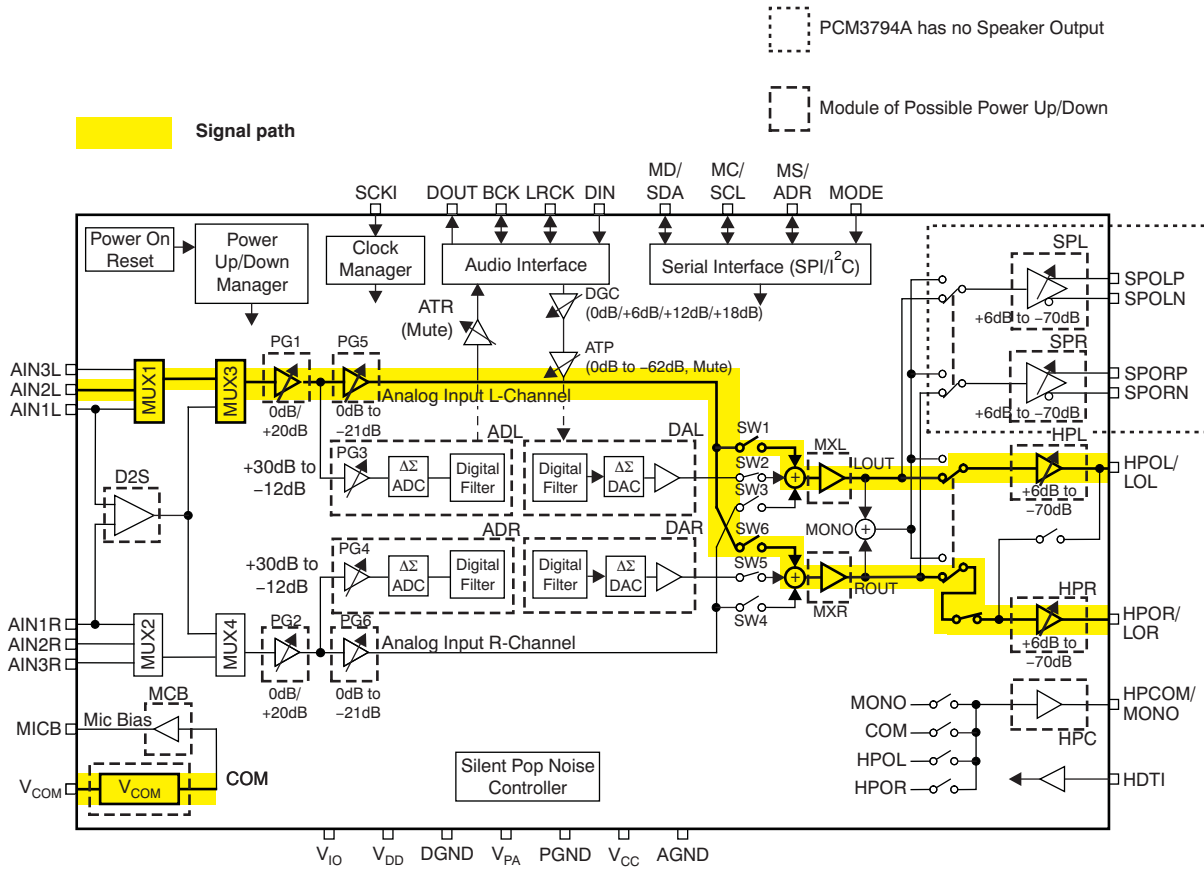 PCM3794A has no Speaker Output
Module of Possible Power Up/Down
Signal path
SCKI
DOUT
BCK
LRCK
DIN
MD/
SDA
MC/
SCL
MS/
ADR
MODE
Power On
Reset
Power
Up/Down
Manager
Clock
Manager
Audio Interface
Serial Interface (SPI/I2C)
ATR
(Mute)
DGC
(0dB/+6dB/+12dB/+18dB)
ATP
(0dB to −62dB, Mute)
SPL
+6dB to −70dB
SPOLP
SPOLN
SPR
+6dB to −70dB
SPORP
SPORN
AIN3L
AIN2L
AIN1L
MUX1
MUX3
PG1
0dB/
+20dB
PG5
0dB to
−21dB
Analog Input L-Channel
ADL
PG3
+30dB to
−12dB
ΔΣ
ADC
Digital
Filter
DAL
Digital
Filter
ΔΣ
DAC
SW1
SW2
SW3
MXL
LOUT
HPL
+6dB to
−70dB
HPOL/
LOL
D2S
MONO
ADR
PG4
+30dB to
−12dB
ΔΣ
ADC
Digital
Filter
DAR
Digital
Filter
ΔΣ
DAC
SW6
SW5
SW4
MXR
ROUT
HPR
+6dB to
−70dB
HPOR/
LOR
AIN1R
AIN2R
AIN3R
MUX2
MUX4
PG2
0dB/
+20dB
PG6
0dB to
−21dB
Analog Input R-Channel
MICB
Mic Bias
MCB
VCOM
VCOM
COM
Silent Pop Noise
Controller
MONO
COM
HPOL
HPOR
HPC
HPCOM/
MONO
HDTI
VIO
VDD
DGND
VPA
PGND
VCC
AGND